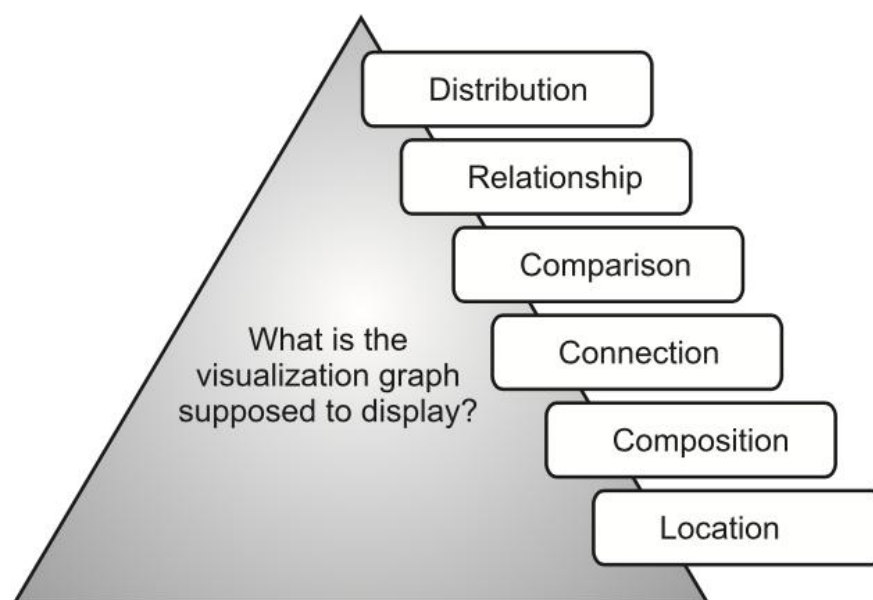 Distribution
Relationship
Comparison
Connection
Composition
Location
What is the
visualization graph
supposed to display?